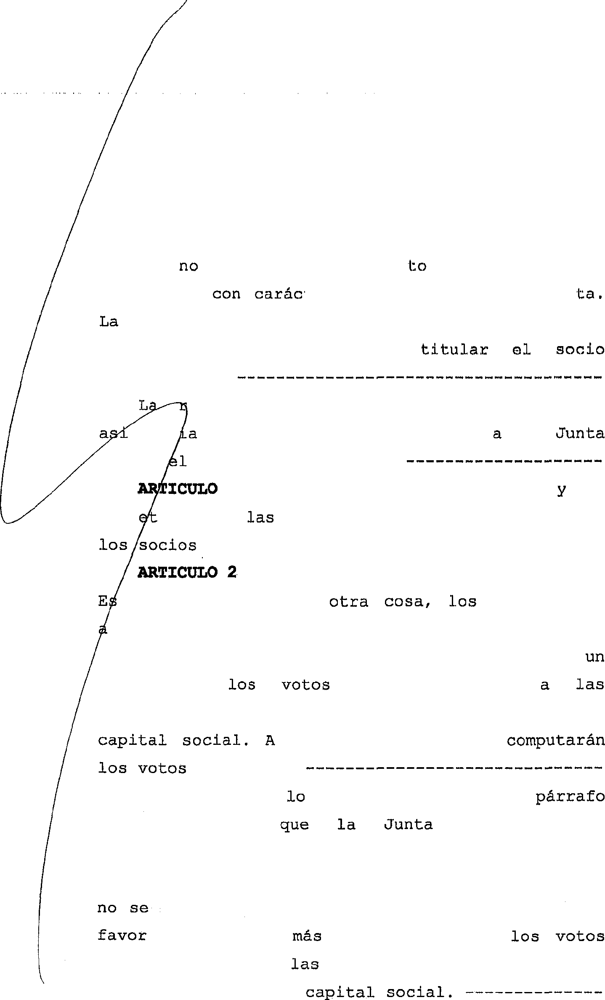 no to
con carác ta.
La
titular el socio
-------------------------------------
La r
asi la a Junta
el --------------------
ARTICULO y
et las
los socios
ARTICULO 2
Es otra cosa, los
a
un
los votos a las
capital social. A computarán
los votos ------------------------------
lo párrafo
que la Junta
no se
favor más los votos
las
capital social. --------------